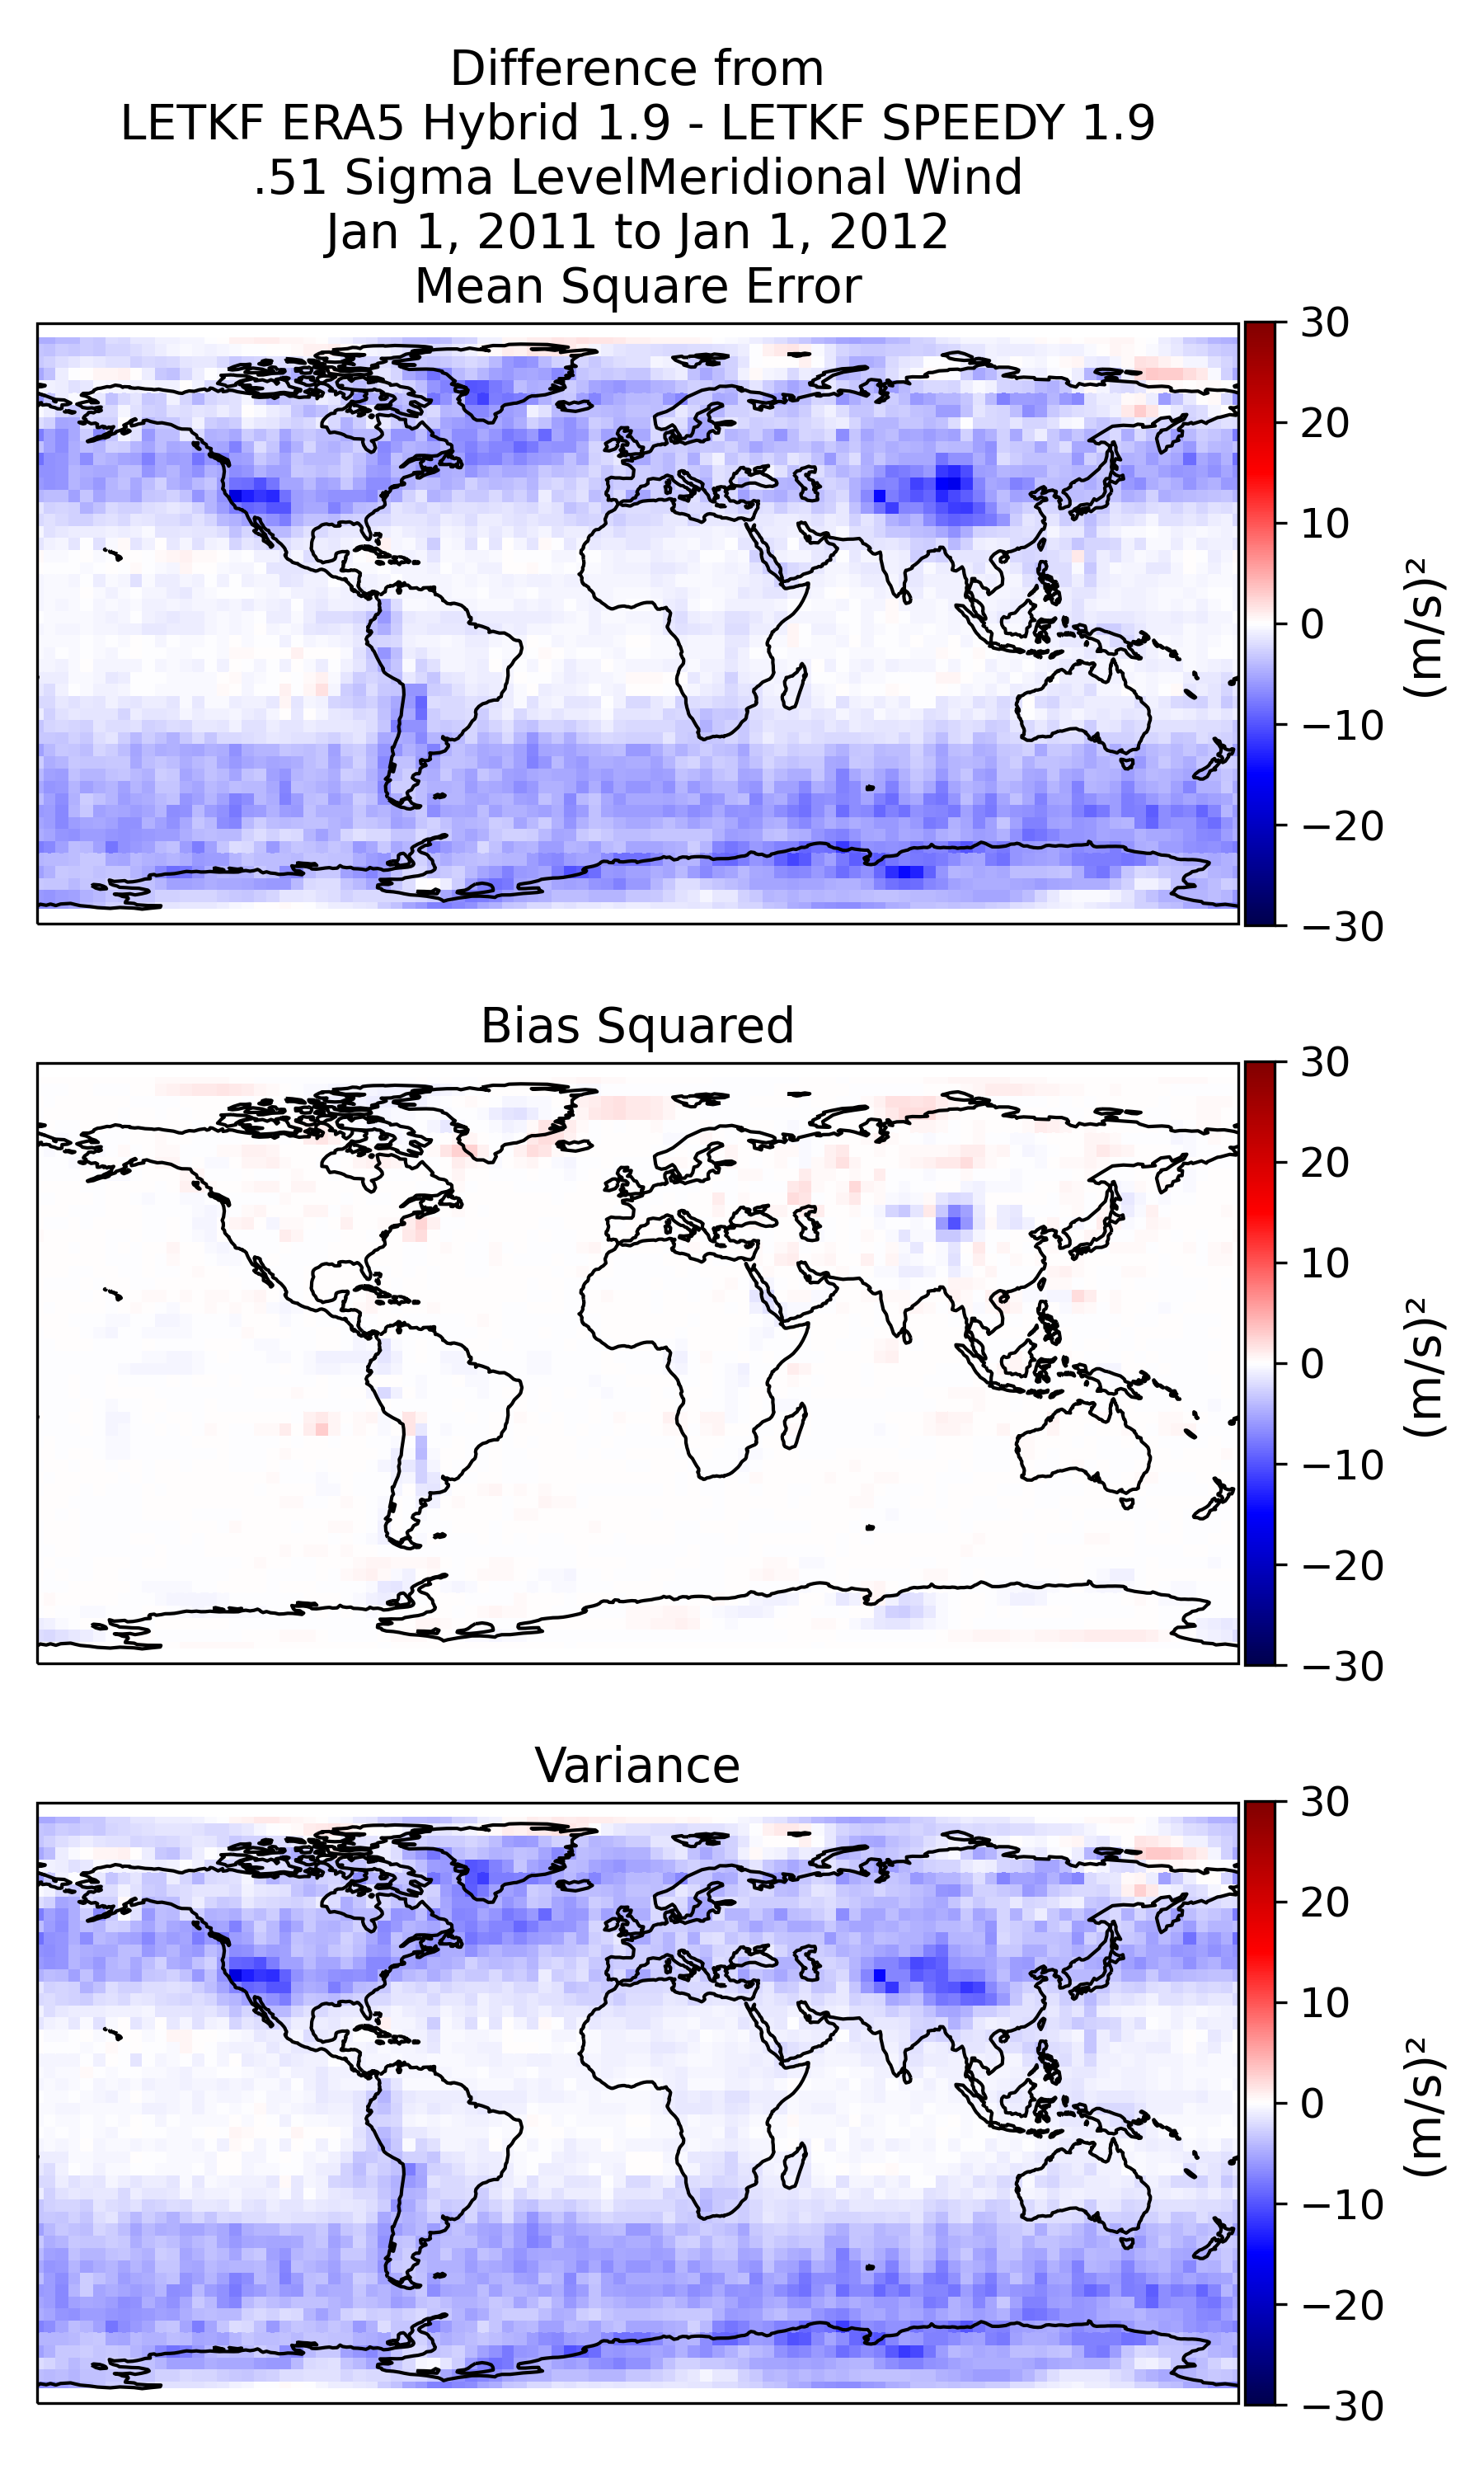 Difference from
LETKF ERA5 Hybrid 1.9 - LETKF SPEEDY 1.9
.51 Sigma LevelMeridional Wind
Jan 1, 2011 to Jan 1, 2012
Mean Square Error
30
20
10
0
−10
−20
−30
(m/s)²
Bias Squared
30
20
10
0
−10
−20
−30
(m/s)²
Variance
30
20
10
0
−10
−20
−30
(m/s)²